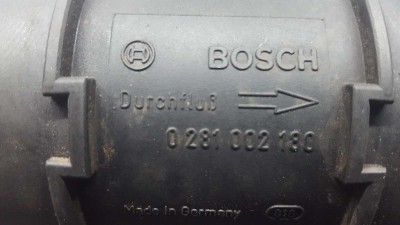 BOSCH
Durchfluß
0 281 002 180
Made in Germany